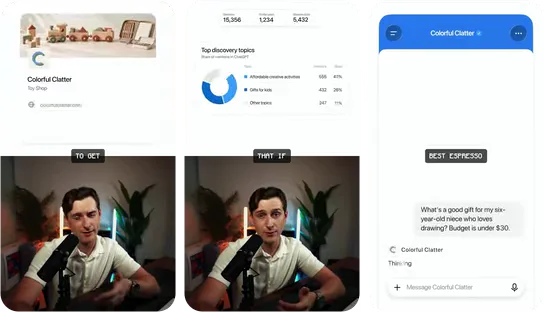 Colorful Clatter
Toy Shop
TO GET
15,356
1,234
5,432
Top discovery topics
Affordable creative activities
555
41%
Gifts for kids
432
Other topics
247
THAT IF
Colorful Clatter
BEST ESPRESSO
What's a good gift for my six-
year-old niece who loves
drawing? Budget is under $30.
Colorful Clatter
Thinking
Message Colorful Clatter